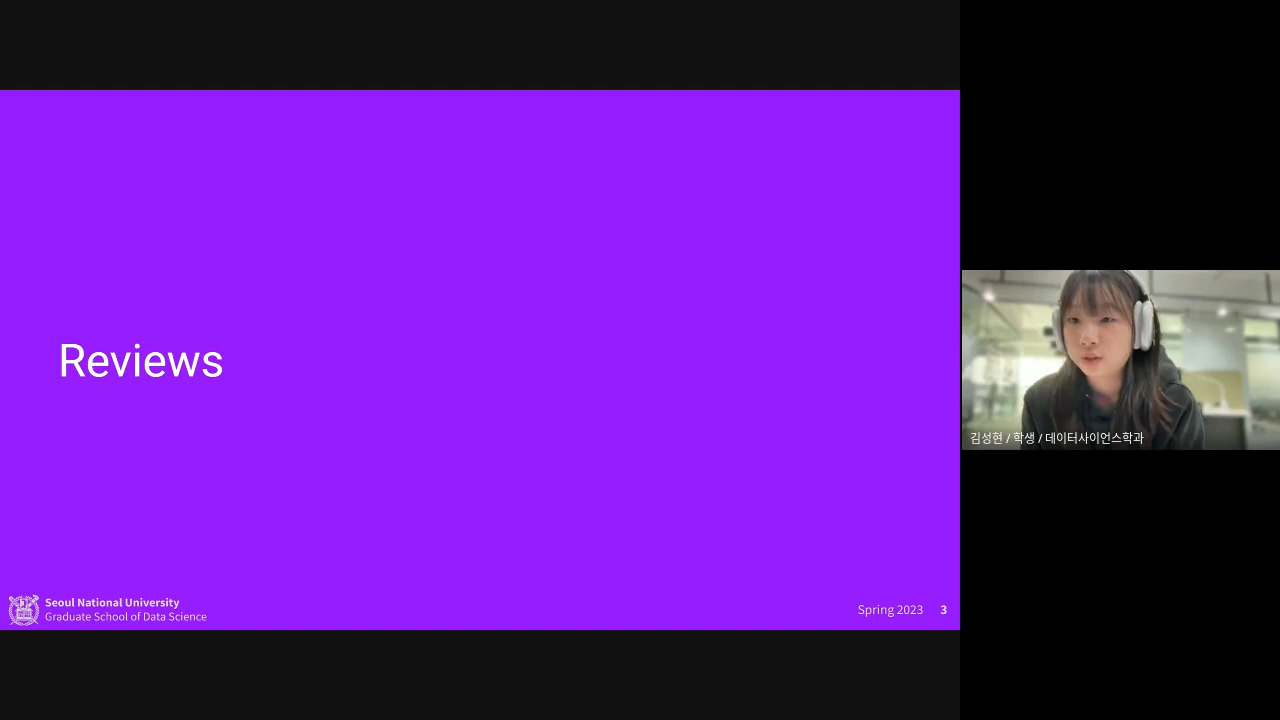 Reviews
Seoul National University
Graduate School of Data Science
Spring 2023 3
김성현 / 학생 / 데이터사이언스학과